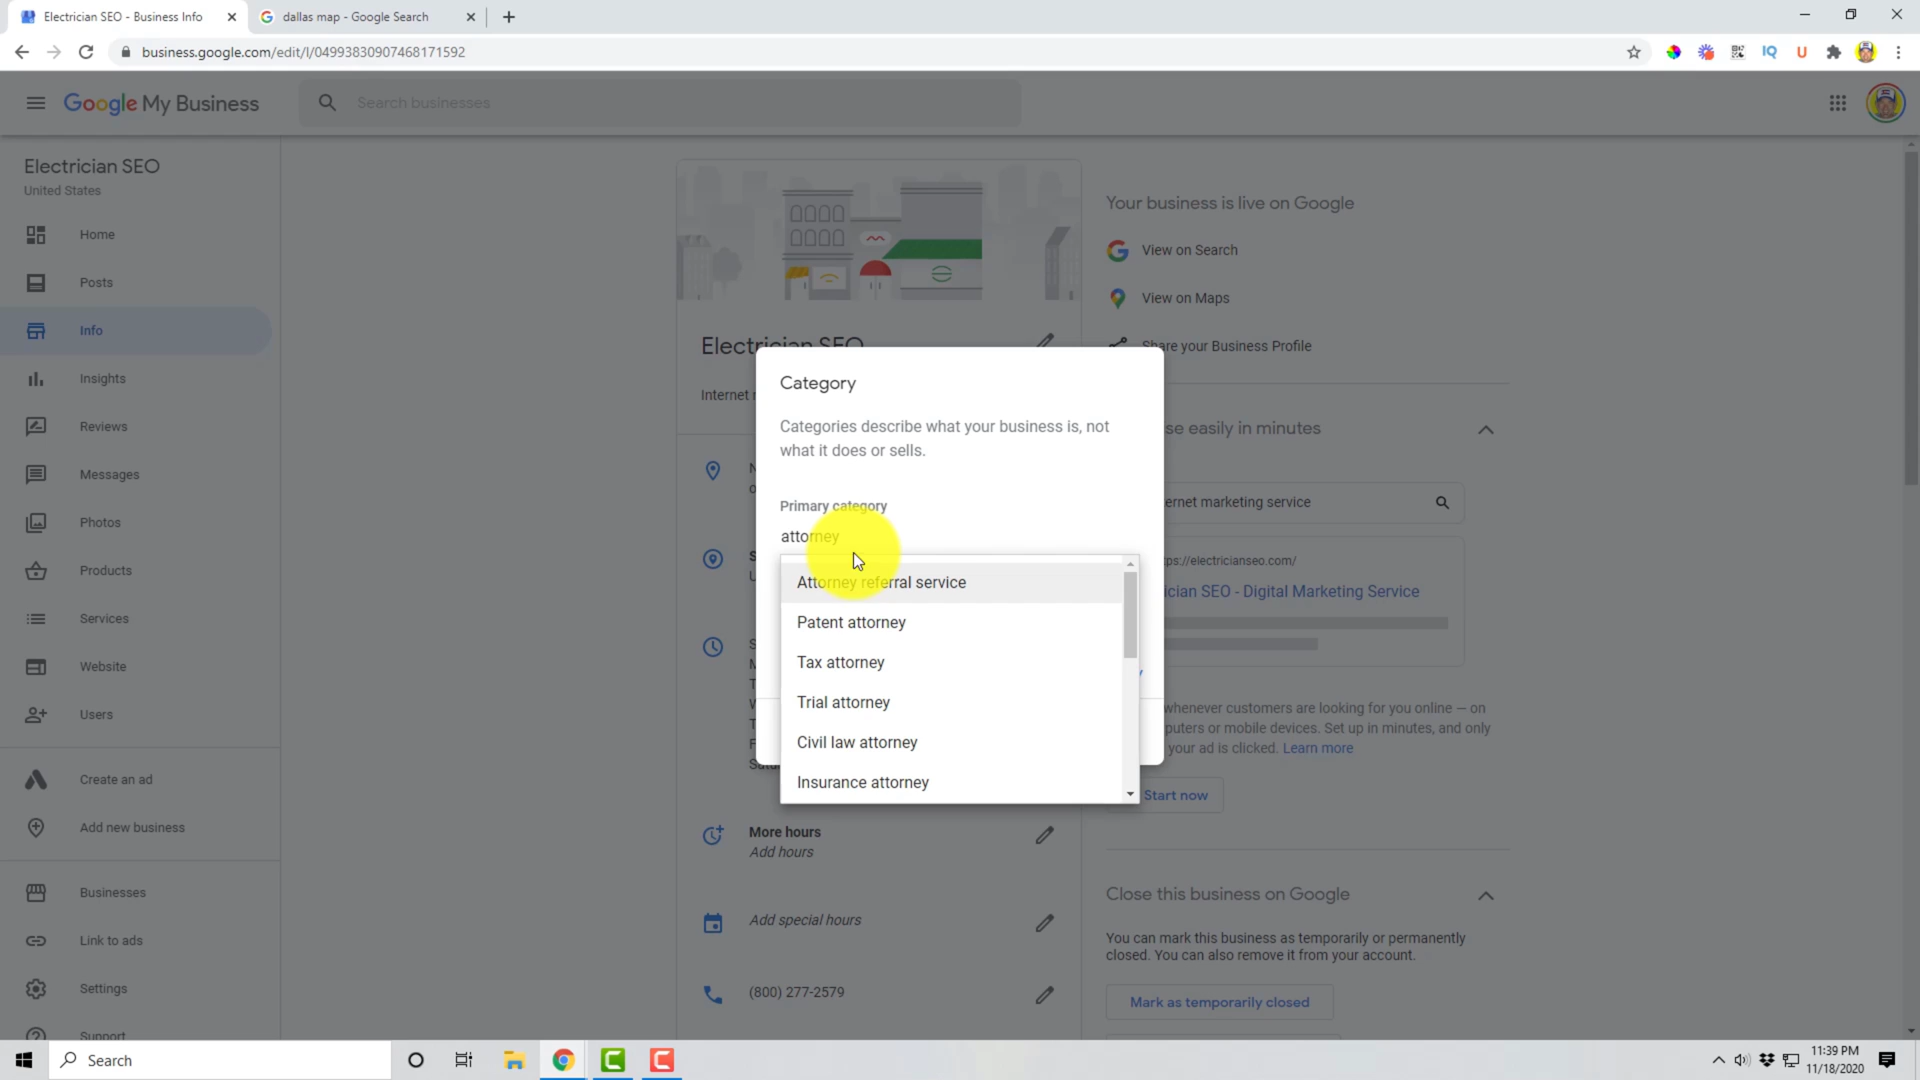 Electrician SEO - Business Info
dallas map - Google Search
business.google.com/edit/l/04993830907468171592
IQ
U
Google My Business
Search businesses
Electrician SEO
United States
Home
Posts
Info
Insights
Reviews
Messages
Photos
Products
Services
Website
Users
Create an ad
Add new business
Businesses
Link to ads
Settings
Support
Electrician SEO
Internet
Category
Categories describe what your business is, not
what it does or sells.
Primary category
attorney
Attorney referral service
Patent attorney
Tax attorney
Trial attorney
Civil law attorney
Insurance attorney
More hours
Add hours
Add special hours
(800) 277-2579
Your business is live on Google
View on Search
View on Maps
Share your Business Profile
se easily in minutes
ernet marketing service
ps://electricianseo.com/
ician SEO - Digital Marketing Service
whenever customers are looking for you online — on
puters or mobile devices. Set up in minutes, and only
your ad is clicked. Learn more
Start now
Close this business on Google
You can mark this business as temporarily or permanently
closed. You can also remove it from your account.
Mark as temporarily closed
Search
11:39 PM
11/18/2020